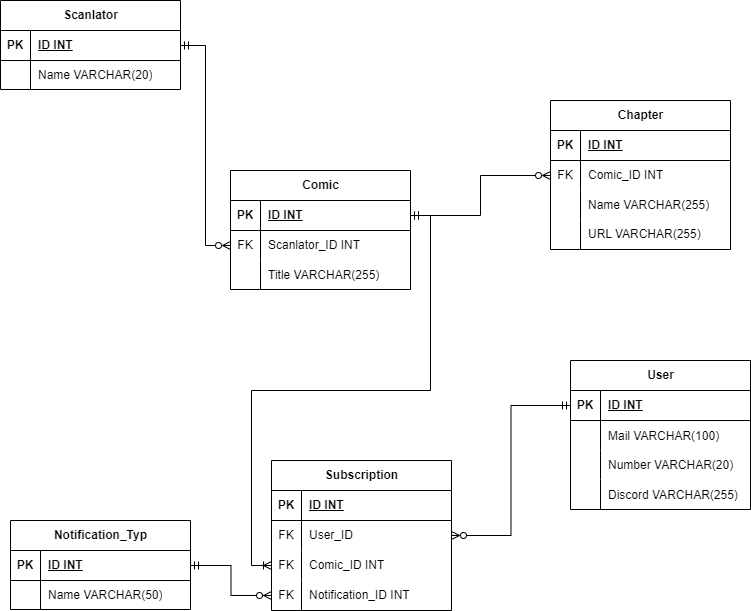 Scanlator
PK ID INT
Name VARCHAR(20)
Chapter
PK ID INT
FK Comic_ID INT
Name VARCHAR(255)
URL VARCHAR(255)
Comic
PK ID INT
FK Scanlator_ID INT
Title VARCHAR(255)
User
PK ID INT
Mail VARCHAR(100)
Number VARCHAR(20)
Discord VARCHAR(255)
Subscription
PK ID INT
FK User_ID
FK Comic_ID INT
FK Notification_ID INT
Notification_Typ
PK ID INT
Name VARCHAR(50)